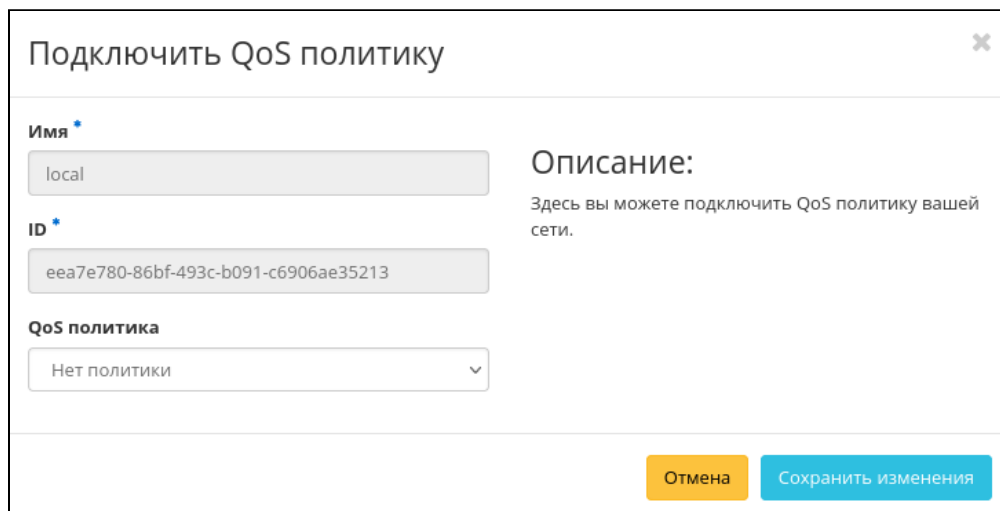 Подключить QoS политику
Имя *
local
ID *
eea7e780-86bf-493c-b091-c6906ae35213
QoS политика
Нет политики
Описание:
Здесь вы можете подключить QoS политику вашей
сети.
Отмена
Сохранить изменения